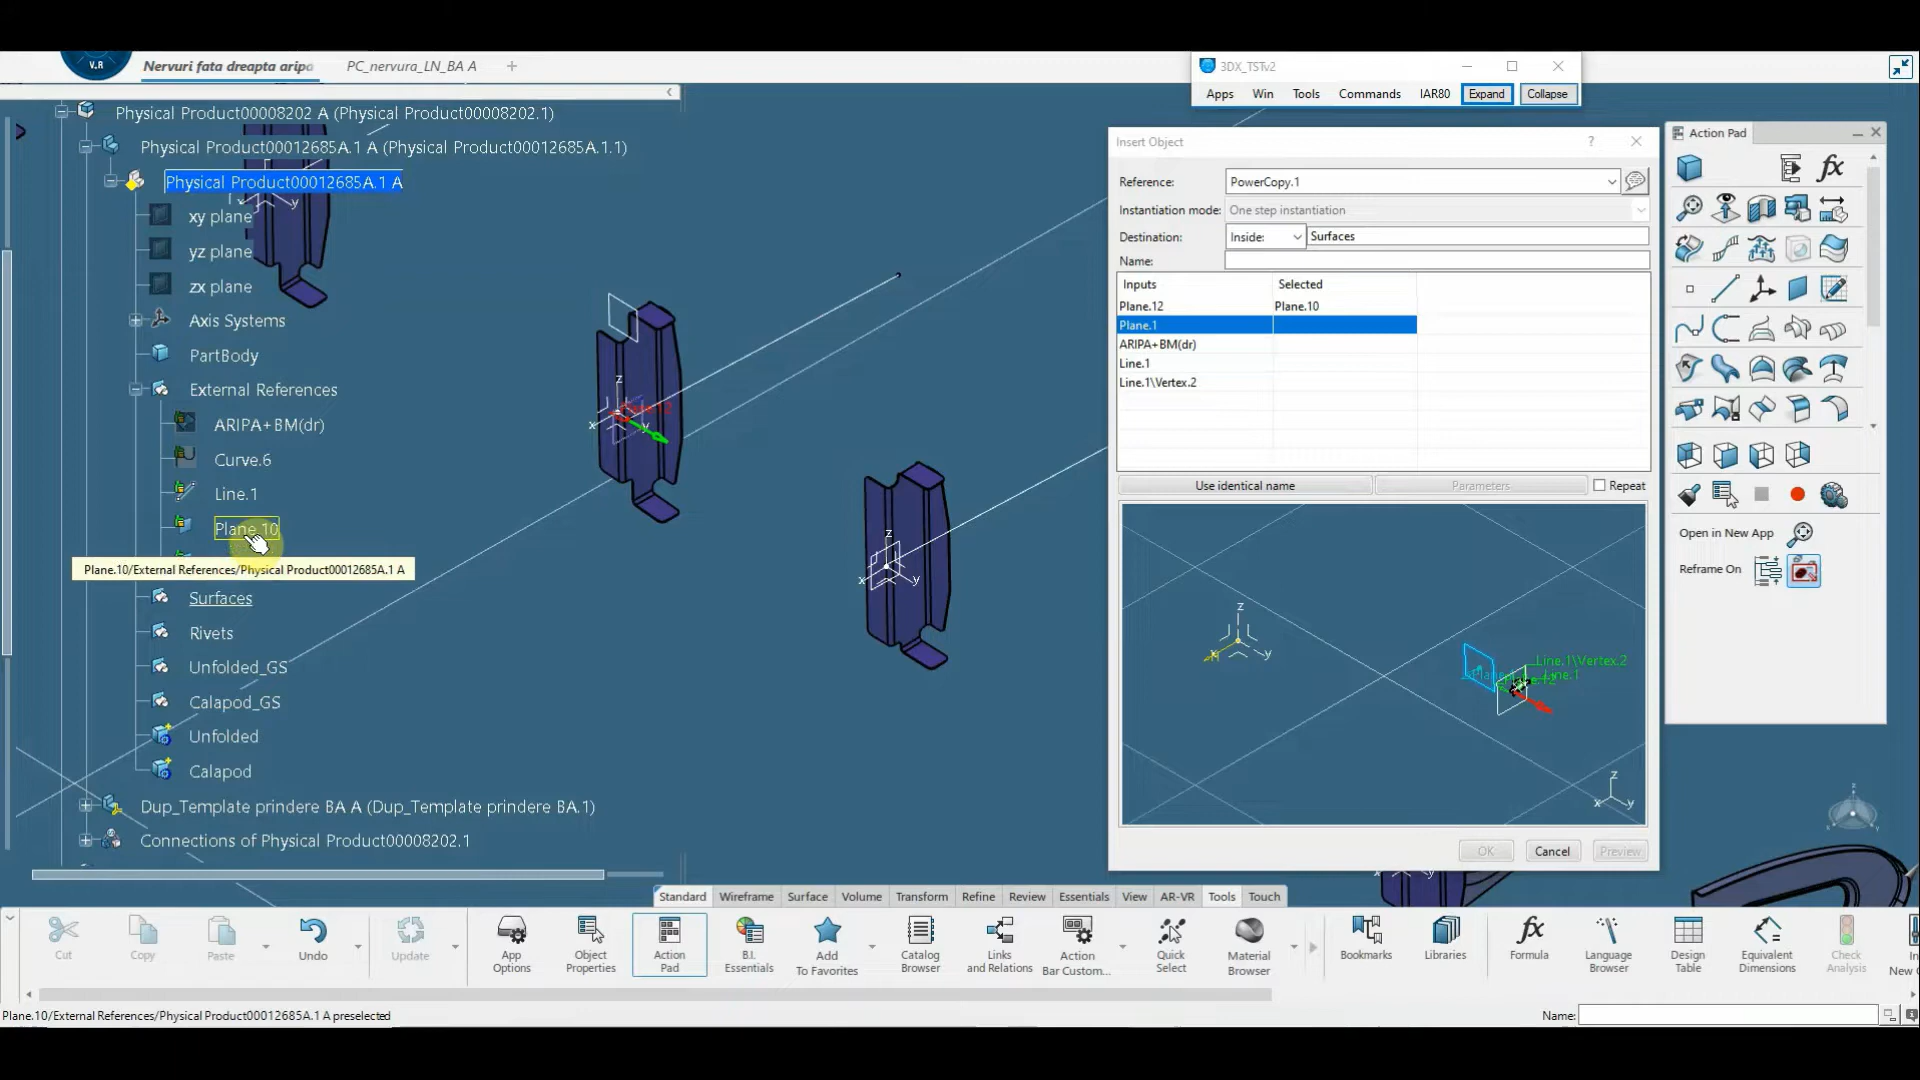 V.R
Nervuri fata dreapta aripa
PC_nervura_LN_BA A
3DX_TSTv2
Apps
Win
Tools
Commands
IAR80
Expand
Collapse
Physical Product00008202 A (Physical Product00008202.1)
Physical Product00012685A.1 A (Physical Product00012685A.1.1)
Physical Product00012685A.1 A
xy plane
yz plane
zx plane
Axis Systems
PartBody
External References
ARIPA+BM(dr)
Curve.6
Line.1
Plane.10
Plane.10/External References/Physical Product00012685A.1 A
Surfaces
Rivets
Unfolded_GS
Calapod_GS
Unfolded
Calapod
Dup_Template prindere BA A (Dup_Template prindere BA.1)
Connections of Physical Product00008202.1
z
x
y
z
x
y
Insert Object
?
Reference:
PowerCopy.1
Instantiation mode:
One step instantiation
Destination:
Inside:
Surfaces
Name:
Inputs
Selected
Plane.12
Plane.10
Plane.1
ARIPA+BM(dr)
Line.1
Line.1\Vertex.2
Use identical name
Parameters
Repeat
z
y
Line.1\Vertex.2
Line.1
z
x
y
OK
Cancel
Preview
Action Pad
fx
Open in New App
Reframe On
Standard
Wireframe
Surface
Volume
Transform
Refine
Review
Essentials
View
AR-VR
Tools
Touch
Cut
Copy
Paste
Undo
Update
App Options
Object Properties
Action Pad
B.I. Essentials
Add To Favorites
Catalog Browser
Links and Relations
Action Bar Custom...
Quick Select
Material Browser
Bookmarks
Libraries
fx
Formula
Language Browser
Design Table
Equivalent Dimensions
Check Analysis
Plane.10/External References/Physical Product00012685A.1 A preselected
Name: